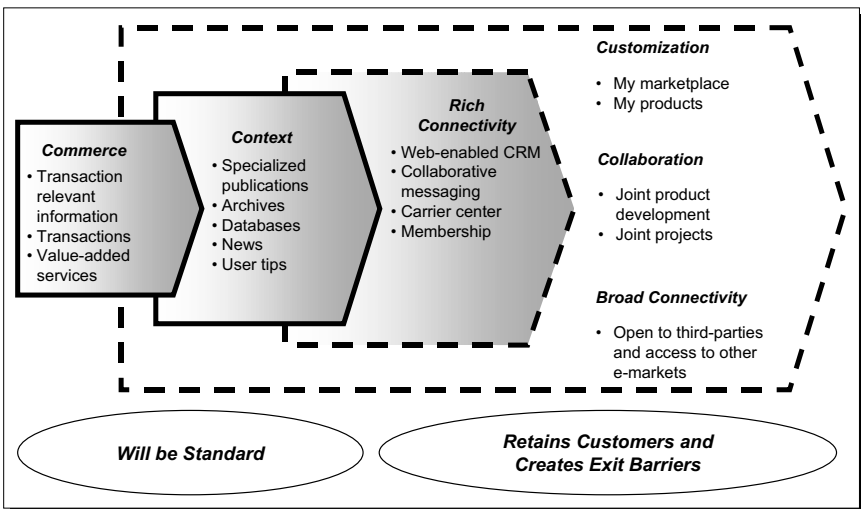 Commerce
• Transaction
relevant
information
• Transactions
• Value-added
services
Context
• Specialized
publications
• Archives
• Databases
• News
• User tips
Rich
Connectivity
• Web-enabled CRM
• Collaborative
messaging
• Carrier center
• Membership
Customization
• My marketplace
• My products
Collaboration
• Joint product
development
• Joint projects
Broad Connectivity
• Open to third-parties
and access to other
e-markets
Will be Standard
Retains Customers and
Creates Exit Barriers